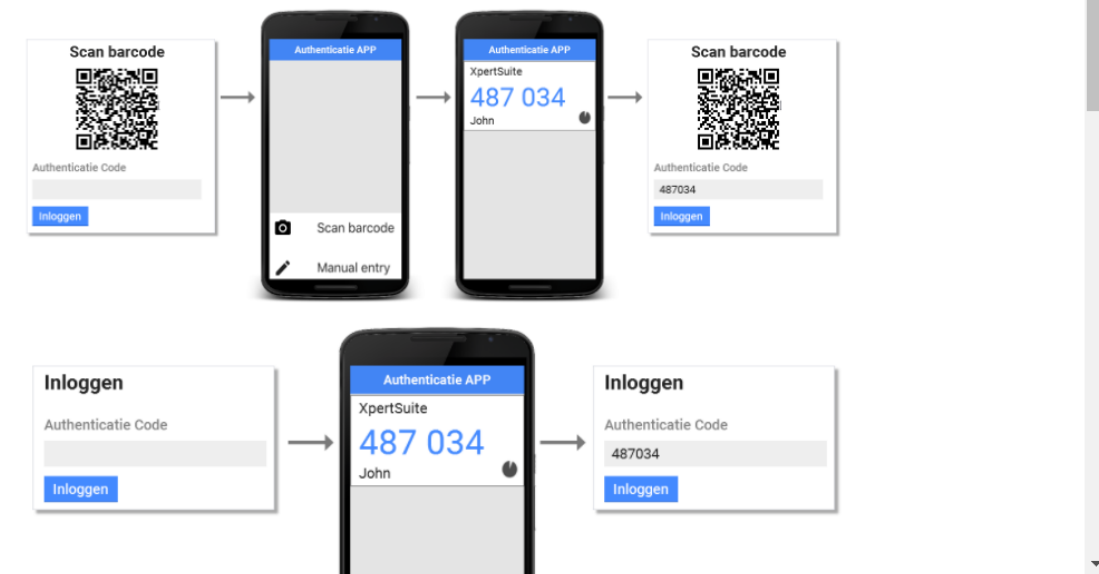 Scan barcode
Authenticatie Code
Inloggen
Authenticatie APP
Scan barcode
Manual entry
Authenticatie APP
XpertSuite
487 034
John
Scan barcode
Authenticatie Code
487034
Inloggen
Inloggen
Authenticatie Code
Inloggen
Authenticatie APP
XpertSuite
487 034
John
Inloggen
Authenticatie Code
487034
Inloggen